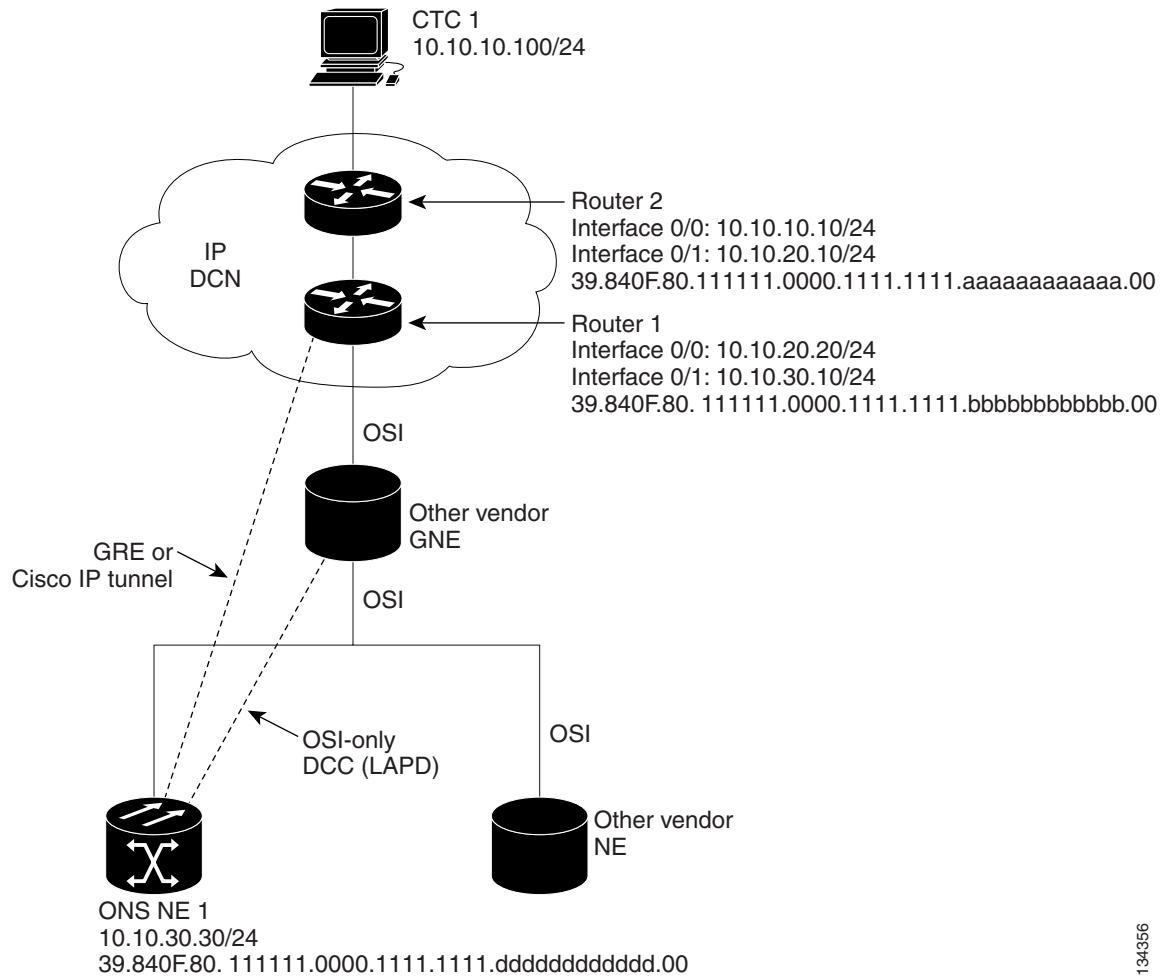 CTC 1
10.10.10.100/24
IP
DCN
Router 2
Interface 0/0: 10.10.10.10/24
Interface 0/1: 10.10.20.10/24
39.840F.80.111111.0000.1111.1111.aaaaaaaaaaaa.00
Router 1
Interface 0/0: 10.10.20.20/24
Interface 0/1: 10.10.30.10/24
39.840F.80. 111111.0000.1111.1111.bbbbbbbbbbbb.00
OSI
Other vendor
GNE
GRE or
Cisco IP tunnel
OSI
OSI-only
DCC (LAPD)
OSI
Other vendor
NE
ONS NE 1
10.10.30.30/24
39.840F.80. 111111.0000.1111.1111.dddddddddddd.00
134356